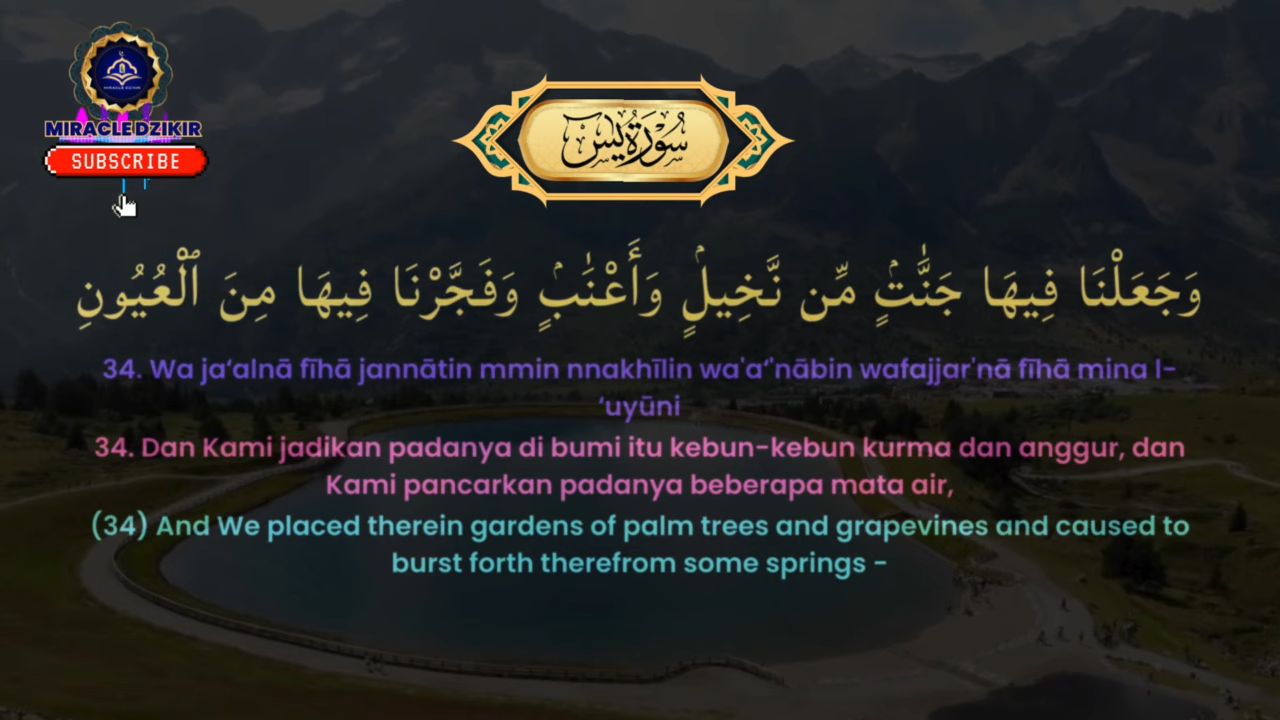 MIRACLE DZIKIR
SUBSCRIBE
سُورَةُ يس
وَجَعَلْنَا فِيهَا جَنَّٰتٍۢ مِّن نَّخِيلٍۢ وَأَعْنَٰبٍۢ وَفَجَّرْنَا فِيهَا مِنَ ٱلْعُيُونِ
34. Wa ja‘alnā fīhā jannātin mmin nnakhīlin wa'a‘'nābin wafajjar'nā fīhā mina l-
‘uyūni
34. Dan Kami jadikan padanya di bumi itu kebun-kebun kurma dan anggur, dan
Kami pancarkan padanya beberapa mata air,
(34) And We placed therein gardens of palm trees and grapevines and caused to
burst forth therefrom some springs -